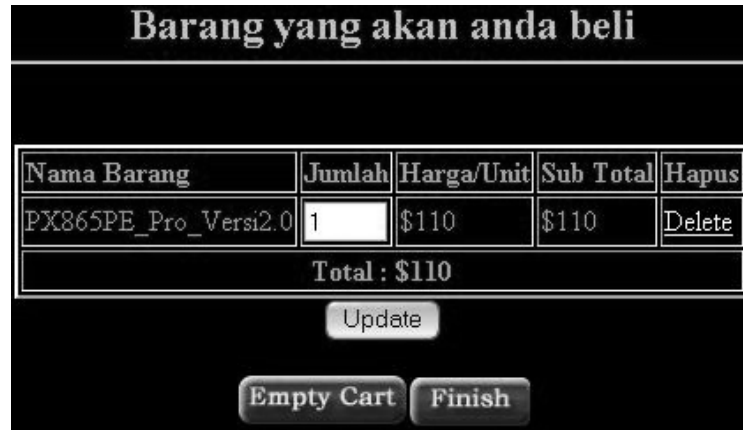 Barang yang akan anda beli
Nama Barang Jumlah Harga/Unit Sub Total Hapus
PX865PE_Pro_Versi2.0 1 $110 $110 Delete
Total : $110
Update
Empty Cart Finish